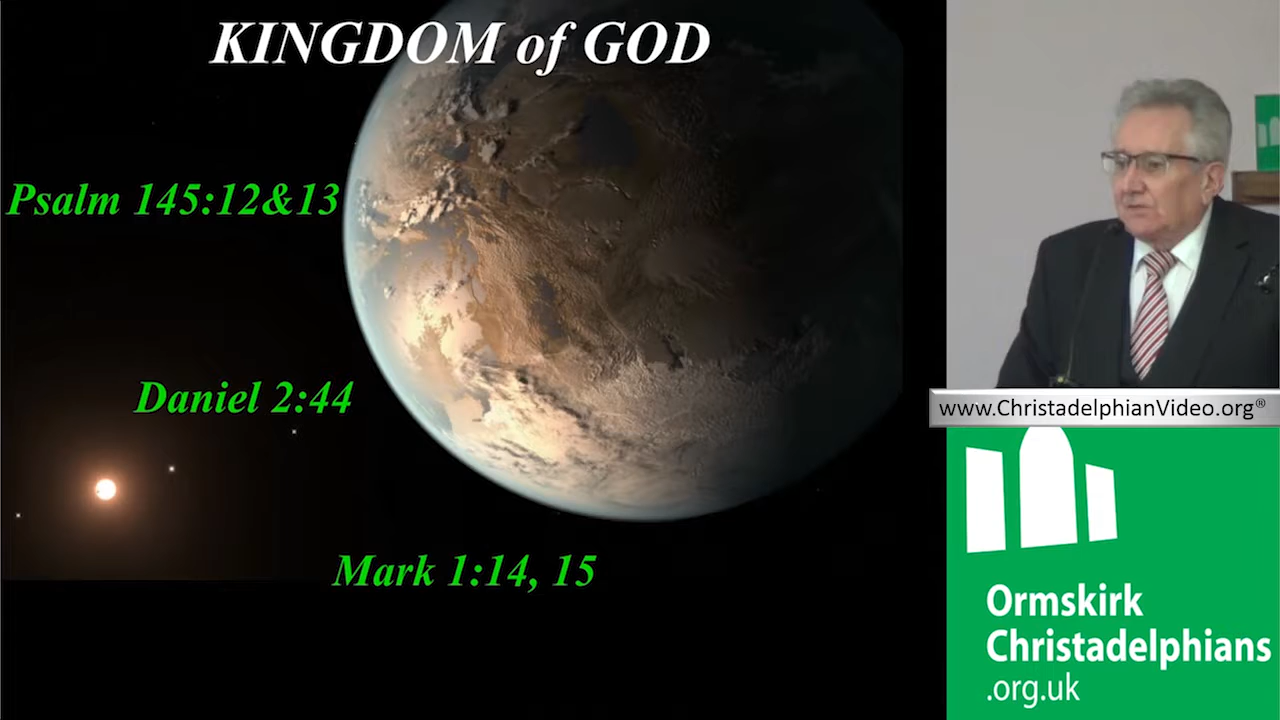 KINGDOM of GOD
Psalm 145:12&13
Daniel 2:44
Mark 1:14, 15
www.ChristadelphianVideo.org®
Ormskirk
Christadelphians
.org.uk